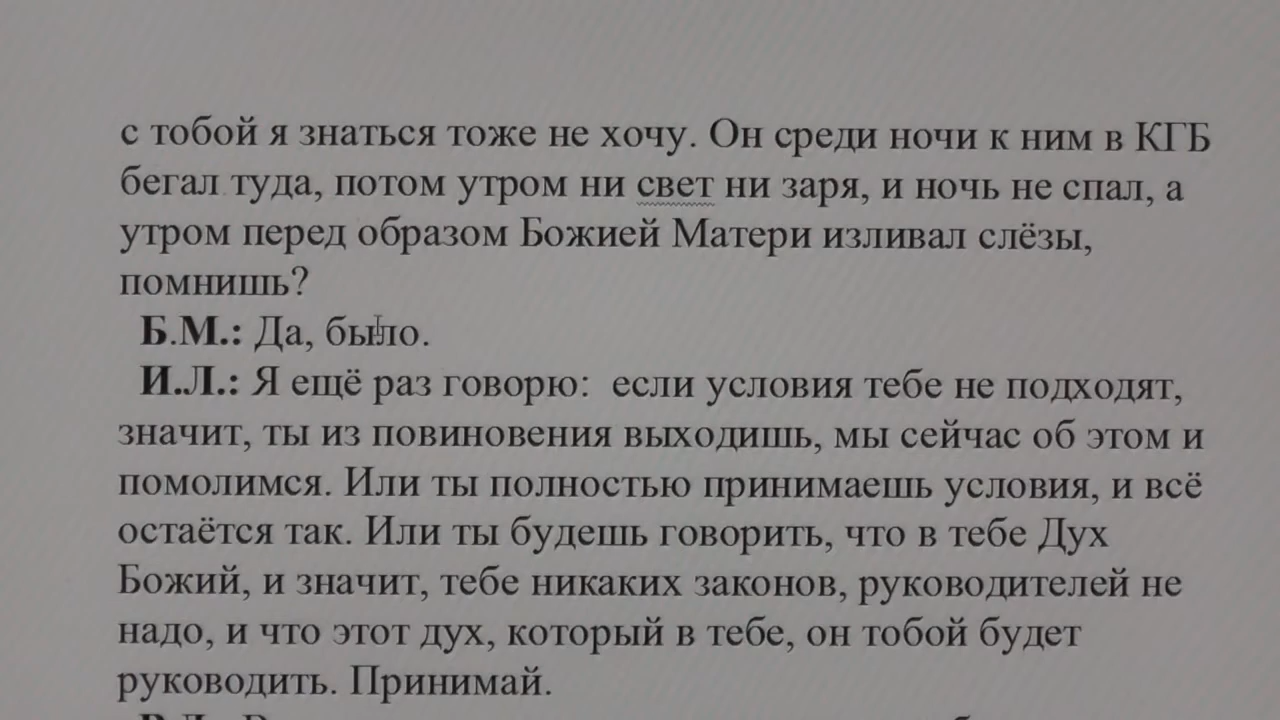 с тобой я знаться тоже не хочу. Он среди ночи к ним в КГБ
бегал туда, потом утром ни свет ни заря, и ночь не спал, а
утром перед образом Божией Матери изливал слёзы,
помнишь?
Б.М.: Да, было.
И.Л.: Я ещё раз говорю:  если условия тебе не подходят,
значит, ты из повиновения выходишь, мы сейчас об этом и
помолимся. Или ты полностью принимаешь условия, и всё
остаётся так. Или ты будешь говорить, что в тебе Дух
Божий, и значит, тебе никаких законов, руководителей не
надо, и что этот дух, который в тебе, он тобой будет
руководить. Принимай.